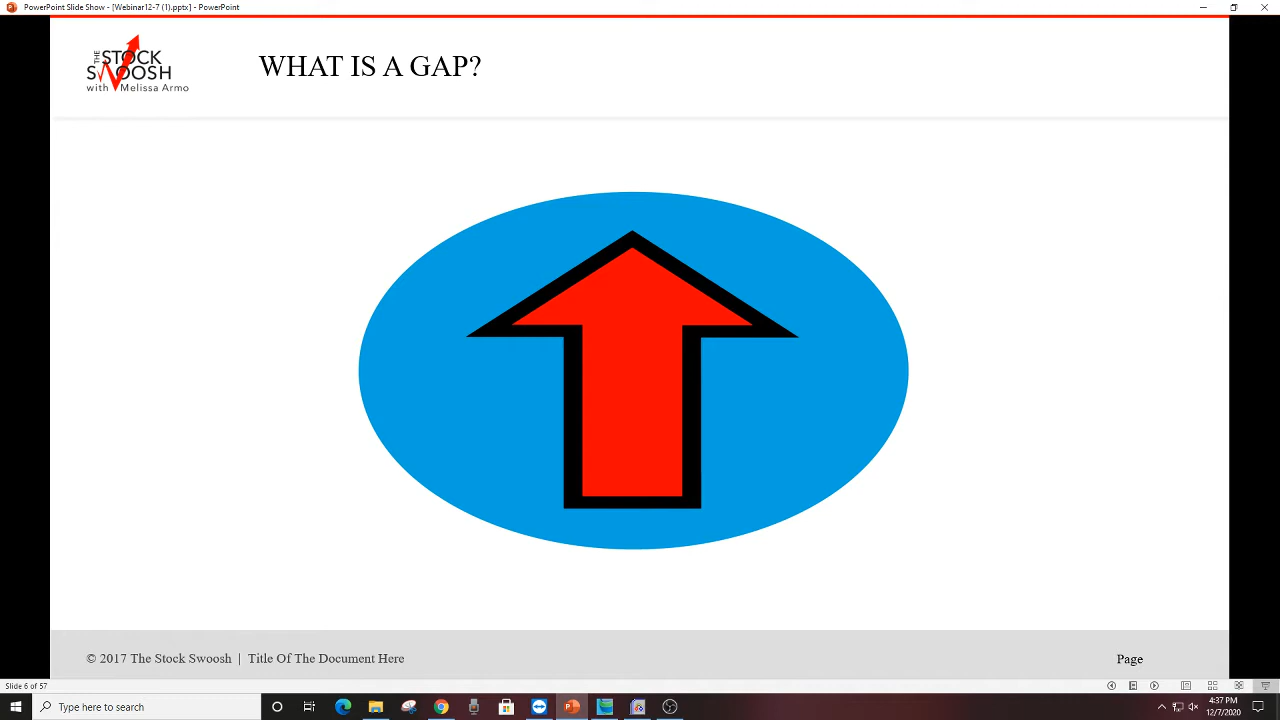 PowerPoint Slide Show - [Webinar12-7 (1).pptx] - PowerPoint
THE STOCK
SWOOSH
with Melissa Armo
WHAT IS A GAP?
© 2017 The Stock Swoosh | Title Of The Document Here
Page
Slide 6 of 57
Type here to search
4:37 PM
12/7/2020